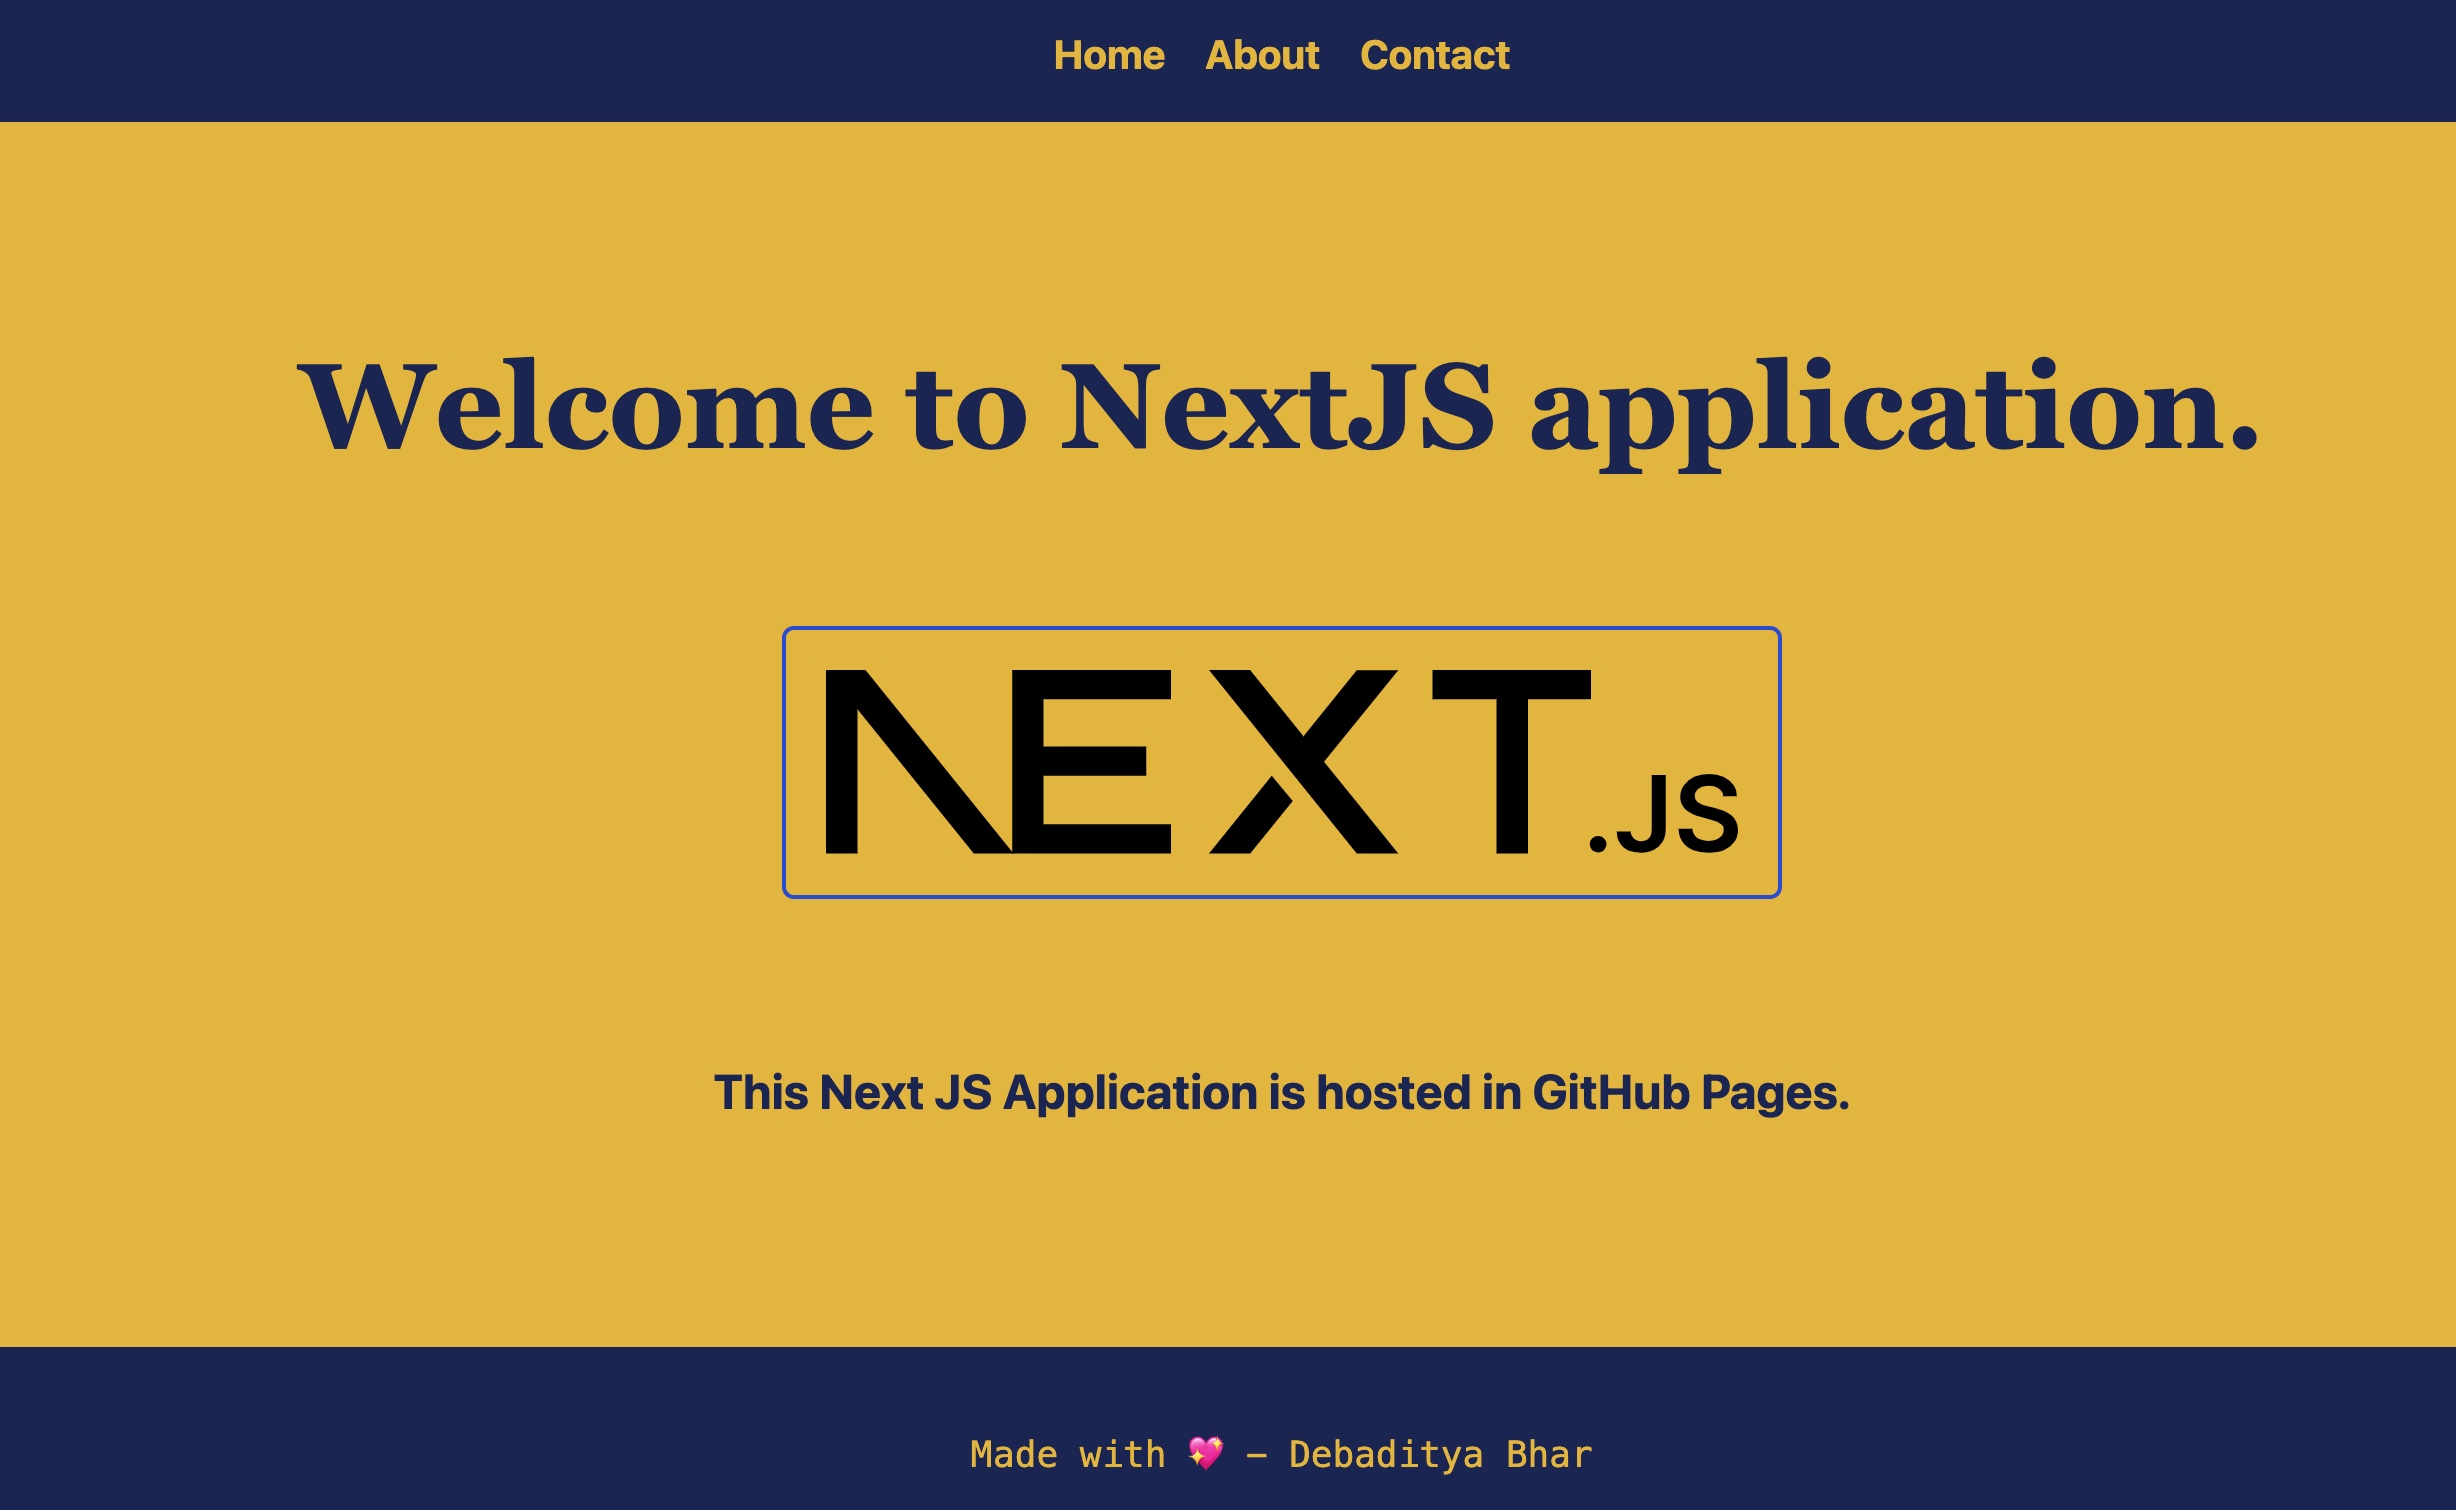 Home About Contact
Welcome to NextJS application.
NEXT.JS
This Next JS Application is hosted in GitHub Pages.
Made with 💖 – Debaditya Bhar